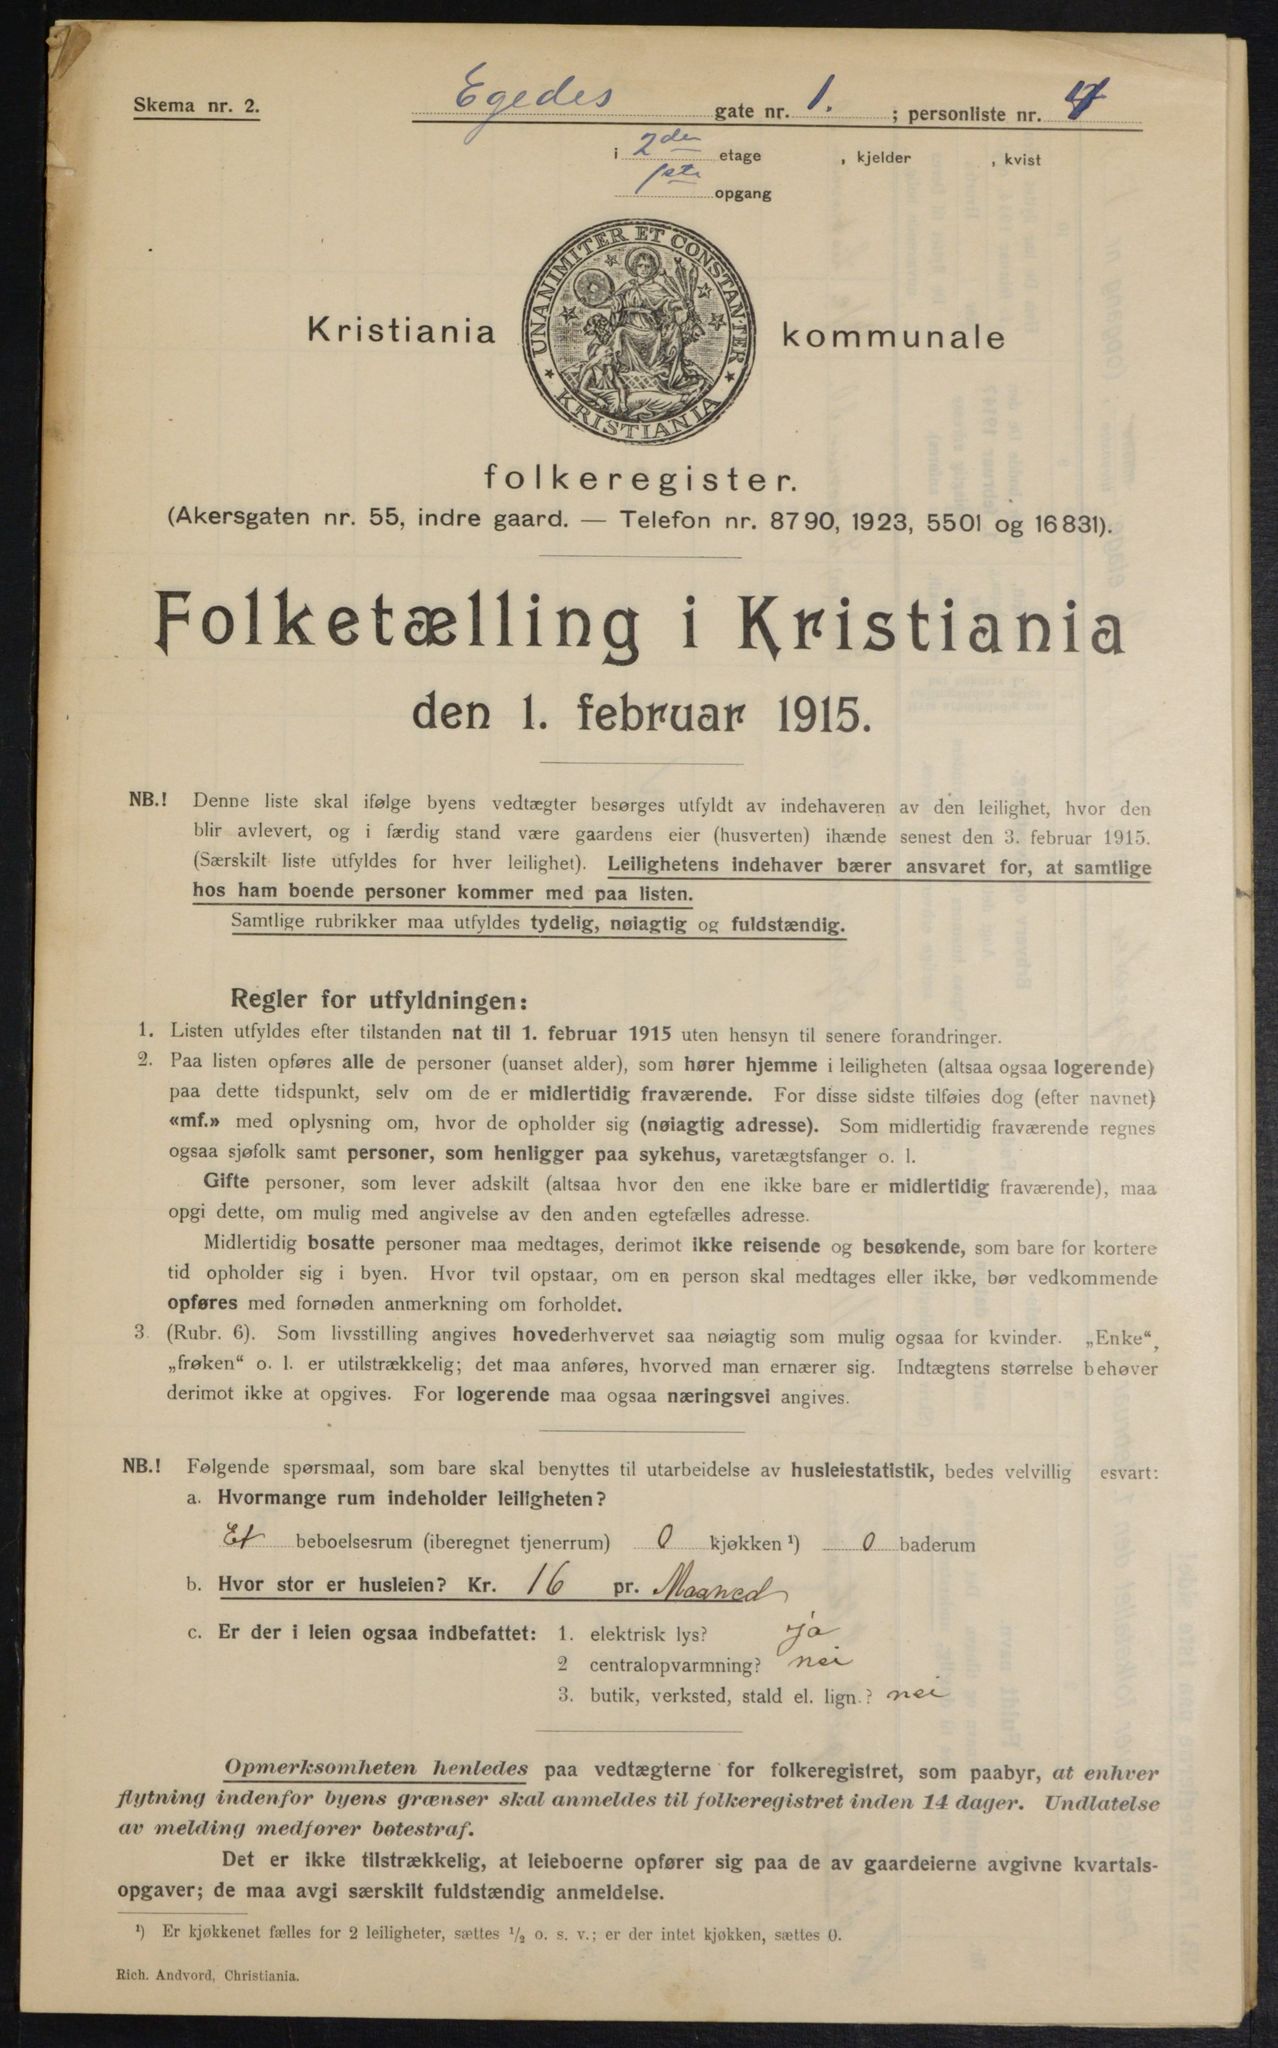 Skema nr. 2.
Egedes gate nr. 1. ; personliste nr.
i 2den etage , kjelder , kvist
1ste opgang
UNANIMITER ET CONSTANTER
KRISTIANIA
Kristiania kommunale
folkeregister.
(Akersgaten nr. 55, indre gaard. — Telefon nr. 8790, 1923, 5501 og 16831).
Folketælling i Kristiania
den 1. februar 1915.
NB.! Denne liste skal ifølge byens vedtægter besørges utfyldt av indehaveren av den leilighet, hvor den
blir avlevert, og i færdig stand være gaardens eier (husverten) ihænde senest den 3. februar 1915.
(Særskilt liste utfyldes for hver leilighet). Leilighetens indehaver bærer ansvaret for, at samtlige
hos ham boende personer kommer med paa listen.
Samtlige rubrikker maa utfyldes tydelig, nøiagtig og fuldstændig.
Regler for utfyldningen:
1. Listen utfyldes efter tilstanden nat til 1. februar 1915 uten hensyn til senere forandringer.
2. Paa listen opføres alle de personer (uanset alder), som hører hjemme i leiligheten (altsaa ogsaa logerende)
paa dette tidspunkt, selv om de er midlertidig fraværende. For disse sidste tilføies dog (efter navnet)
«mf.» med oplysning om, hvor de opholder sig (nøiagtig adresse). Som midlertidig fraværende regnes
ogsaa sjøfolk samt personer, som henligger paa sykehus, varetægtsfanger o. l.
Gifte personer, som lever adskilt (altsaa hvor den ene ikke bare er midlertidig fraværende), maa
opgi dette, om mulig med angivelse av den anden egtefælles adresse.
Midlertidig bosatte personer maa medtages, derimot ikke reisende og besøkende, som bare for kortere
tid opholder sig i byen. Hvor tvil opstaar, om en person skal medtages eller ikke, bør vedkommende
opføres med fornøden anmerkning om forholdet.
3. (Rubr. 6). Som livsstilling angives hovederhvervet saa nøiagtig som mulig ogsaa for kvinder. „Enke“,
„frøken“ o. l. er utilstrækkelig; det maa anføres, hvorved man ernærer sig. Indtægtens størrelse behøver
derimot ikke at opgives. For logerende maa ogsaa næringsvei angives.
NB.! Følgende spørsmaal, som bare skal benyttes til utarbeidelse av husleiestatistik, bedes velvillig esvart:
a. Hvormange rum indeholder leiligheten?
Et beboelsesrum (iberegnet tjenerrum) 0 kjøkken ¹) 0 baderum
b. Hvor stor er husleien? Kr. 16 pr. Maaned
c. Er der i leien ogsaa indbefattet: 1. elektrisk lys? ja
2 centralopvarmning? nei
3. butik, verksted, stald el. lign.? nei
Opmerksomheten henledes paa vedtægterne for folkeregistret, som paabyr, at enhver
flytning indenfor byens grænser skal anmeldes til folkeregistret inden 14 dager. Undlatelse
av melding medfører bøtestraf.
Det er ikke tilstrækkelig, at leieboerne opfører sig paa de av gaardeierne avgivne kvartals-
opgaver; de maa avgi særskilt fuldstændig anmeldelse.
¹) Er kjøkkenet fælles for 2 leiligheter, sættes ½ o. s. v.; er der intet kjøkken, sættes 0.
Rich. Andvord, Christiania.